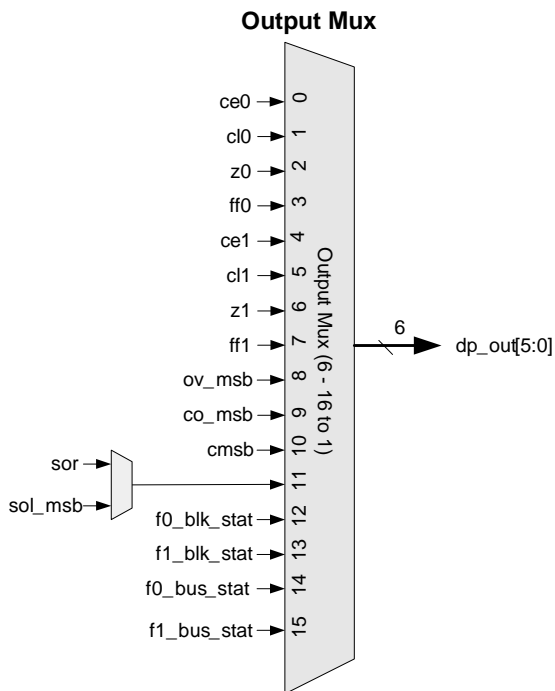 Output Mux
ce0
0
cl0
1
z0
2
ff0
3
ce1
4
cl1
5
z1
6
ff1
7
ov_msb
8
co_msb
9
cmsb
10
sor
11
sol_msb
f0_blk_stat
12
f1_blk_stat
13
f0_bus_stat
14
f1_bus_stat
15
Output Mux (6 - 16 to 1)
6
dp_out[5:0]